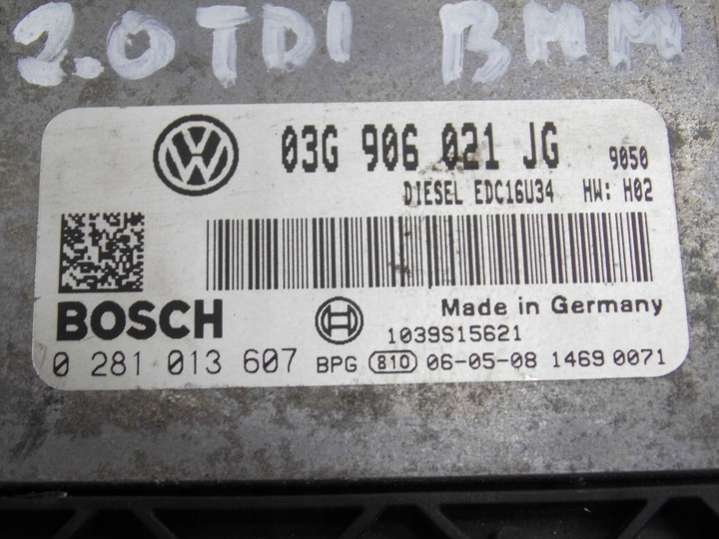 2.0 TDI BMM
03G 906 021 JG 9050
DIESEL EDC16U34 HW: H02
BOSCH Made in Germany
1039S15621
0 281 013 607 BPG 810 06-05-08 1469 0071